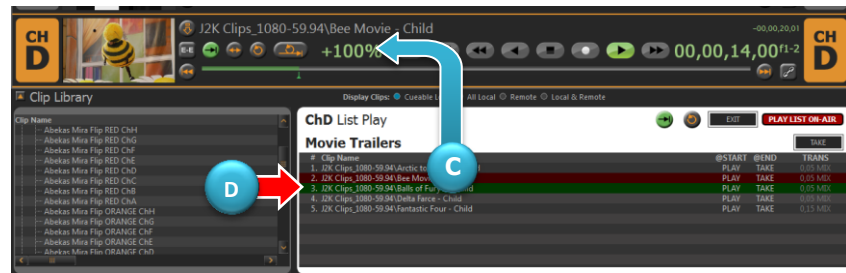 CH
D
J2K Clips_1080-59.94\Bee Movie - Child
E-E
+100%
-00,00,20,01
00,00,14,00f1-2
CH
D
Clip Library
Display Clips: Cueable All Local Remote Local & Remote
Clip Name
Abekas Mira Flip RED ChH
Abekas Mira Flip RED ChG
Abekas Mira Flip RED ChF
Abekas Mira Flip RED ChE
Abekas Mira Flip RED ChD
Abekas Mira Flip RED ChC
Abekas Mira Flip RED ChB
Abekas Mira Flip RED ChA
Abekas Mira Flip ORANGE ChH
Abekas Mira Flip ORANGE ChG
Abekas Mira Flip ORANGE ChF
Abekas Mira Flip ORANGE ChE
Abekas Mira Flip ORANGE ChD
ChD List Play
EXIT
PLAY LIST ON-AIR
Movie Trailers
TAKE
# Clip Name @START @END TRANS
1. J2K Clips_1080-59.94\Arctic PLAY TAKE 0,05 MIX
2. J2K Clips_1080-59.94\Bee PLAY TAKE 0,05 MIX
3. J2K Clips_1080-59.94\Balls of PLAY TAKE 0,05 MIX
4. J2K Clips_1080-59.94\Delta Farce - Child PLAY TAKE 0,05 MIX
5. J2K Clips_1080-59.94\Fantastic Four - Child PLAY TAKE 0,15 MIX
C
D